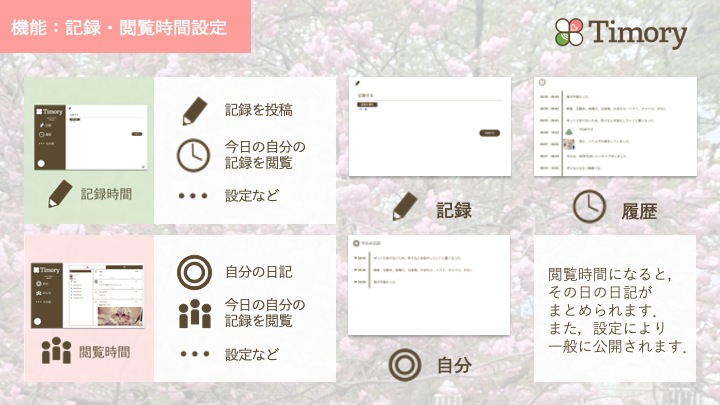 機能：記録・閲覧時間設定
Timory
Timory
記録時間
記録を投稿
今日の自分の
記録を閲覧
設定など
記録
履歴
Timory
閲覧時間
自分の日記
今日の自分の
記録を閲覧
設定など
自分
閲覧時間になると，
その日の日記が
まとめられます．
また，設定により
一般に公開されます．